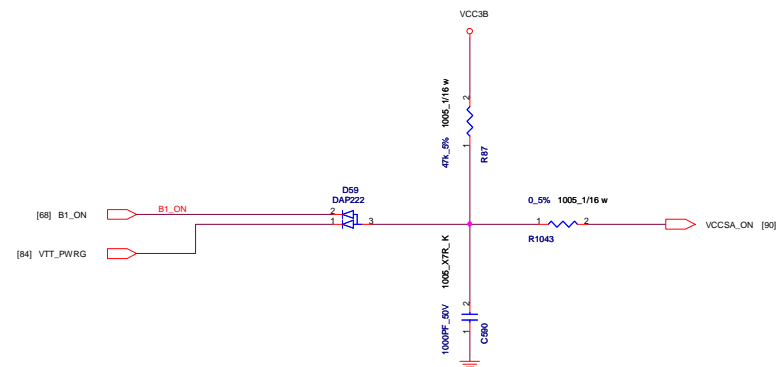 VCC3B
2
1005_1/16 w
47k_5%
R87
1
D59
DAP222
0_5% 1005_1/16 w
[68] B1_ON
B1_ON
2
1
3
1
2
R1043
VCCSA_ON [90]
[84] VTT_PWRG
1005_X7R_K
1000PF_50V
2
1
C590